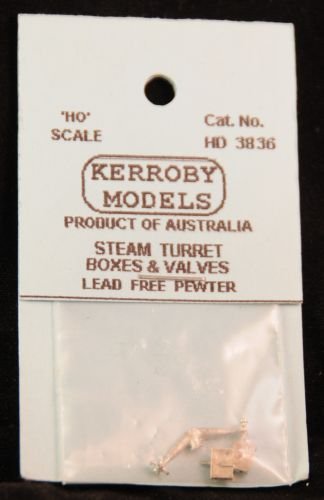 'HO' SCALE
Cat. No. HD 3836
KERROBY
MODELS
PRODUCT OF AUSTRALIA
STEAM TURRET
BOXES & VALVES
LEAD FREE PEWTER